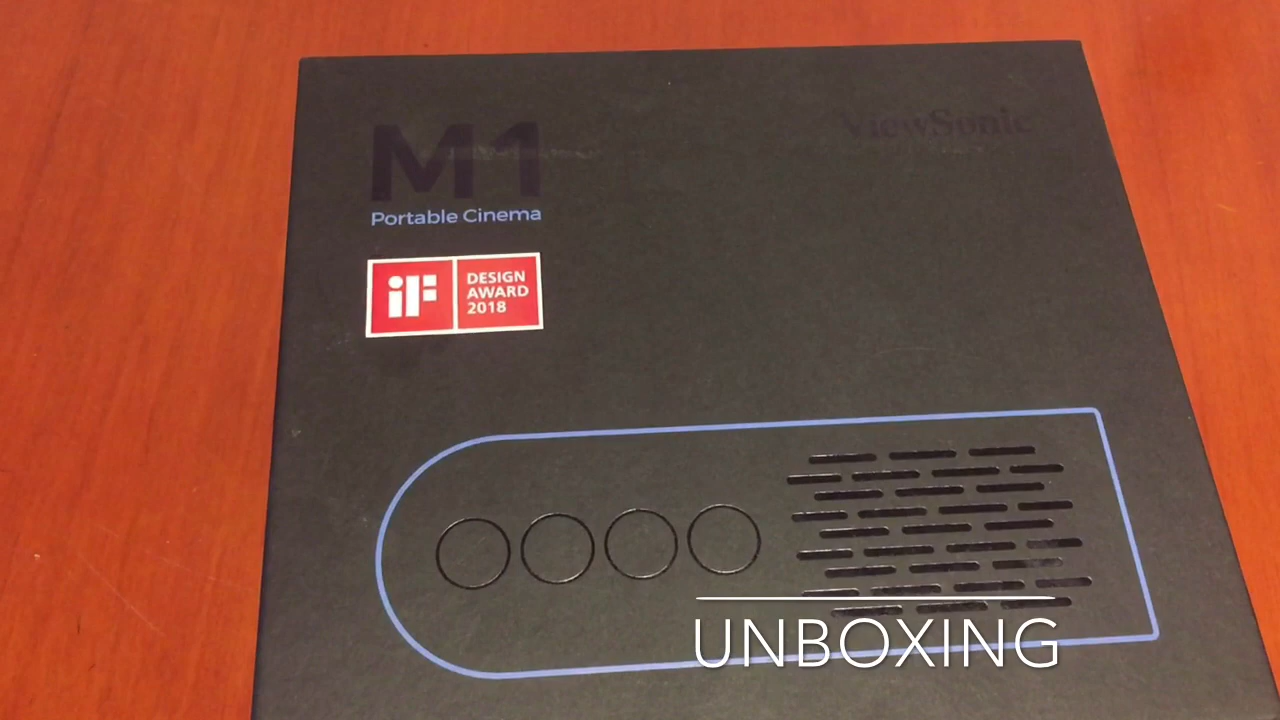 M1
ViewSonic
Portable Cinema
iF
DESIGN
AWARD
2018
UNBOXING